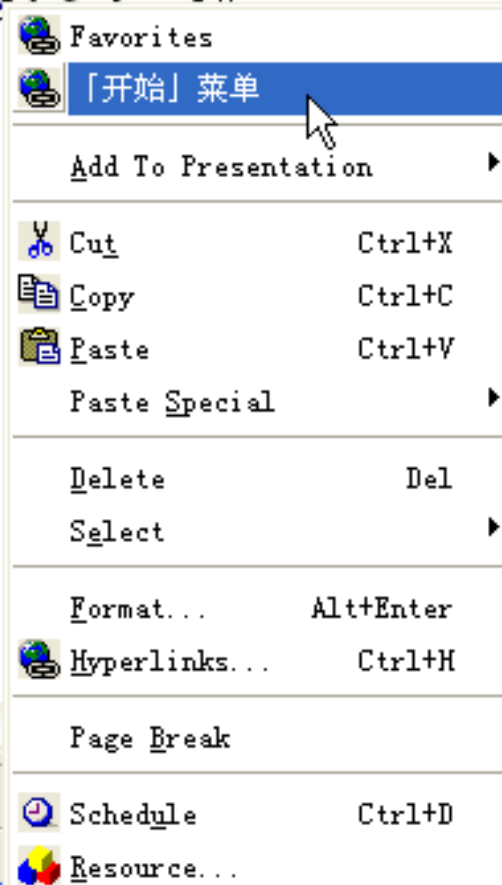 Favorites
「开始」菜单
Add To Presentation
Cut Ctrl+X
Copy Ctrl+C
Paste Ctrl+V
Paste Special
Delete Del
Select
Format... Alt+Enter
Hyperlinks... Ctrl+H
Page Break
Schedule Ctrl+D
Resource...